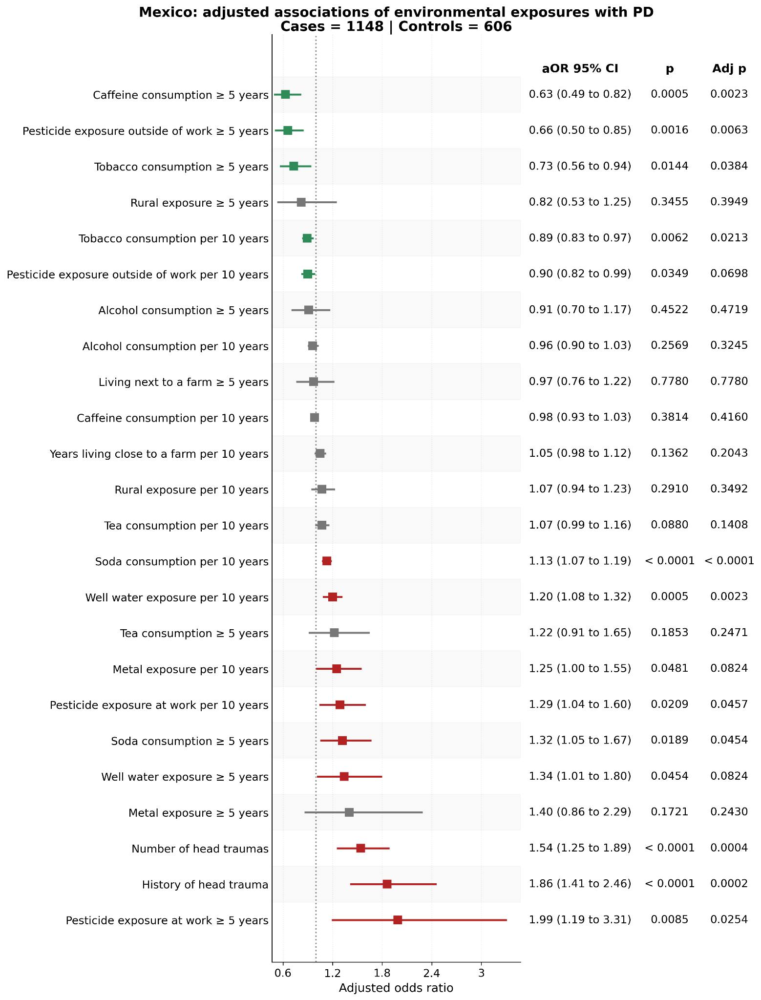 Mexico: adjusted associations of environmental exposures with PD
Cases = 1148 | Controls = 606
aOR 95% CI p Adj p
Caffeine consumption ≥ 5 years 0.63 (0.49 to 0.82) 0.0005 0.0023
Pesticide exposure outside of work ≥ 5 years 0.66 (0.50 to 0.85) 0.0016 0.0063
Tobacco consumption ≥ 5 years 0.73 (0.56 to 0.94) 0.0144 0.0384
Rural exposure ≥ 5 years 0.82 (0.53 to 1.25) 0.3455 0.3949
Tobacco consumption per 10 years 0.89 (0.83 to 0.97) 0.0062 0.0213
Pesticide exposure outside of work per 10 years 0.90 (0.82 to 0.99) 0.0349 0.0698
Alcohol consumption ≥ 5 years 0.91 (0.70 to 1.17) 0.4522 0.4719
Alcohol consumption per 10 years 0.96 (0.90 to 1.03) 0.2569 0.3245
Living next to a farm ≥ 5 years 0.97 (0.76 to 1.22) 0.7780 0.7780
Caffeine consumption per 10 years 0.98 (0.93 to 1.03) 0.3814 0.4160
Years living close to a farm per 10 years 1.05 (0.98 to 1.12) 0.1362 0.2043
Rural exposure per 10 years 1.07 (0.94 to 1.23) 0.2910 0.3492
Tea consumption per 10 years 1.07 (0.99 to 1.16) 0.0880 0.1408
Soda consumption per 10 years 1.13 (1.07 to 1.19) < 0.0001 < 0.0001
Well water exposure per 10 years 1.20 (1.08 to 1.32) 0.0005 0.0023
Tea consumption ≥ 5 years 1.22 (0.91 to 1.65) 0.1853 0.2471
Metal exposure per 10 years 1.25 (1.00 to 1.55) 0.0481 0.0824
Pesticide exposure at work per 10 years 1.29 (1.04 to 1.60) 0.0209 0.0457
Soda consumption ≥ 5 years 1.32 (1.05 to 1.67) 0.0189 0.0454
Well water exposure ≥ 5 years 1.34 (1.01 to 1.80) 0.0454 0.0824
Metal exposure ≥ 5 years 1.40 (0.86 to 2.29) 0.1721 0.2430
Number of head traumas 1.54 (1.25 to 1.89) < 0.0001 0.0004
History of head trauma 1.86 (1.41 to 2.46) < 0.0001 0.0002
Pesticide exposure at work ≥ 5 years 1.99 (1.19 to 3.31) 0.0085 0.0254
0.6 1.2 1.8 2.4 3
Adjusted odds ratio